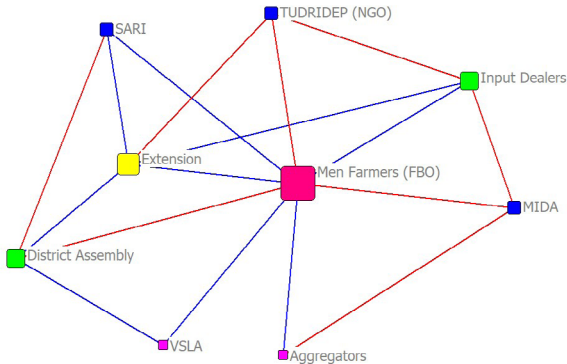 TUDRIDEP (NGO)
SARI
Input Dealers
Extension
Men Farmers (FBO)
MIDA
District Assembly
VSLA
Aggregators